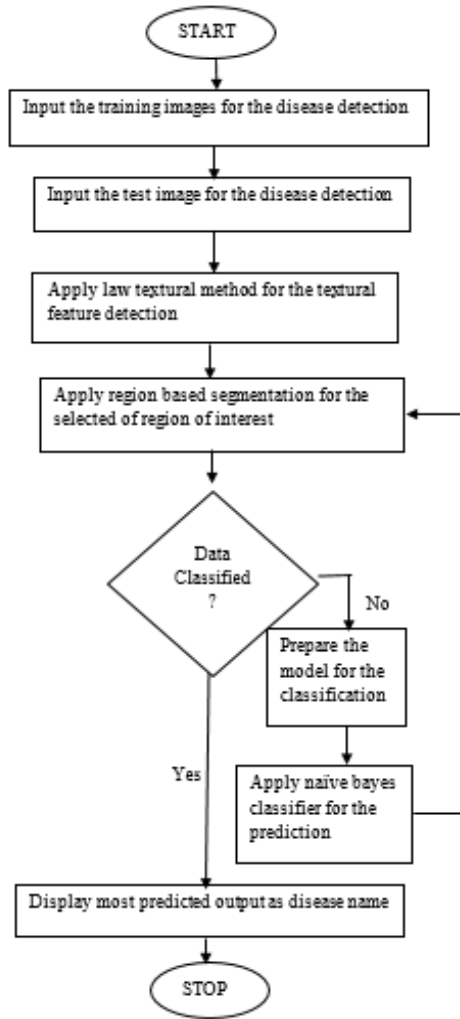 START
Input the training images for the disease detection
Input the test image for the disease detection
Apply law textural method for the textural
feature detection
Apply region based segmentation for the
selected of region of interest
Data
Classified
?
No
Prepare the
model for the
classification
Yes
Apply naïve bayes
classifier for the
prediction
Display most predicted output as disease name
STOP